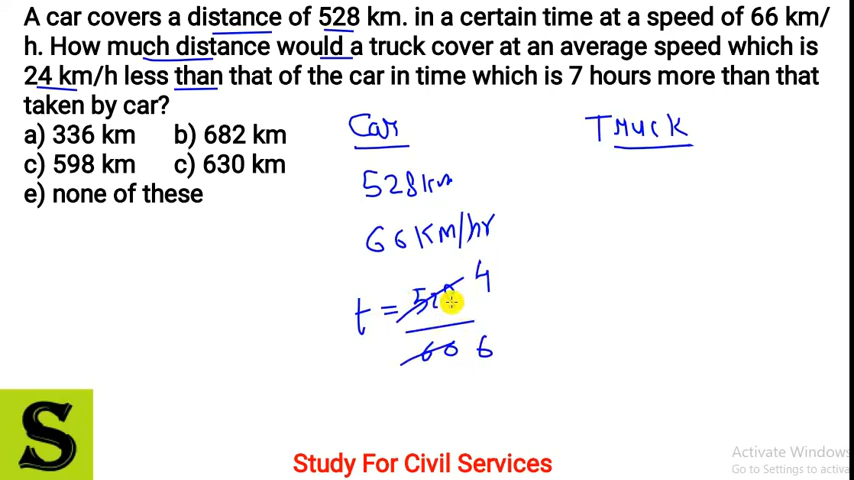 A car covers a distance of 528 km. in a certain time at a speed of 66 km/
h. How much distance would a truck cover at an average speed which is
24 km/h less than that of the car in time which is 7 hours more than that
taken by car?
a) 336 km b) 682 km
c) 598 km c) 630 km
e) none of these
Car Truck
528km
66 KM/hr
4
t =
66 6
S
Study For Civil Services
Activate Windows
Go to Settings to activa